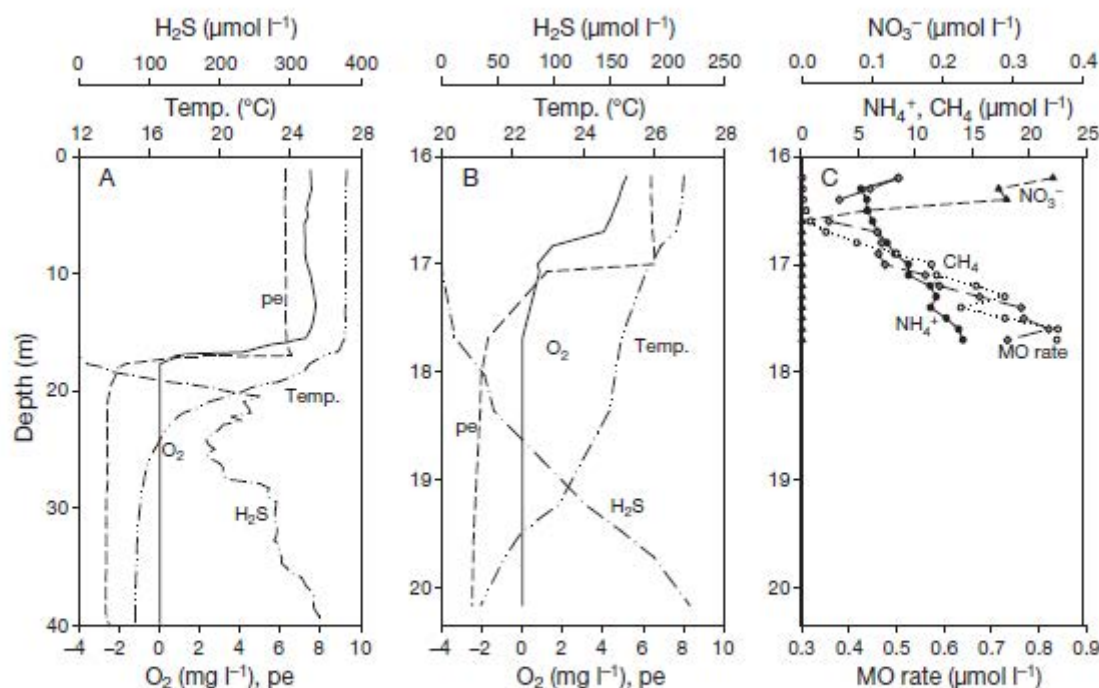 H₂S (µmol l⁻¹)
0 100 200 300 400
Temp. (°C)
12 16 20 24 28
A
pe
Temp.
O₂
H₂S
Depth (m)
0
10
20
30
40
–4 –2 0 2 4 6 8 10
O₂ (mg l⁻¹), pe
H₂S (µmol l⁻¹)
0 50 100 150 200 250
Temp. (°C)
20 22 24 26 28
B
O₂
Temp.
pe
H₂S
16
17
18
19
20
–4 –2 0 2 4 6 8 10
O₂ (mg l⁻¹), pe
NO₃⁻ (µmol l⁻¹)
0.0 0.1 0.2 0.3 0.4
NH₄⁺, CH₄ (µmol l⁻¹)
0 5 10 15 20 25
C
NO₃⁻
CH₄
NH₄⁺
MO rate
16
17
18
19
20
0.3 0.4 0.5 0.6 0.7 0.8 0.9
MO rate (µmol l⁻¹)